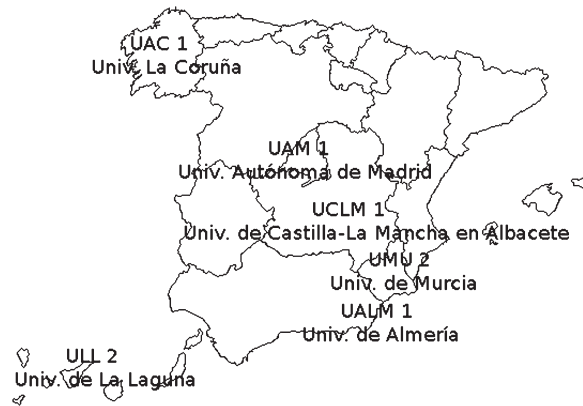 UAC 1
Univ. La Coruña
UAM 1
Univ. Autónoma de Madrid
UCLM 1
Univ. de Castilla-La Mancha en Albacete
UMU 2
Univ. de Murcia
UALM 1
Univ. de Almería
ULL 2
Univ. de La Laguna